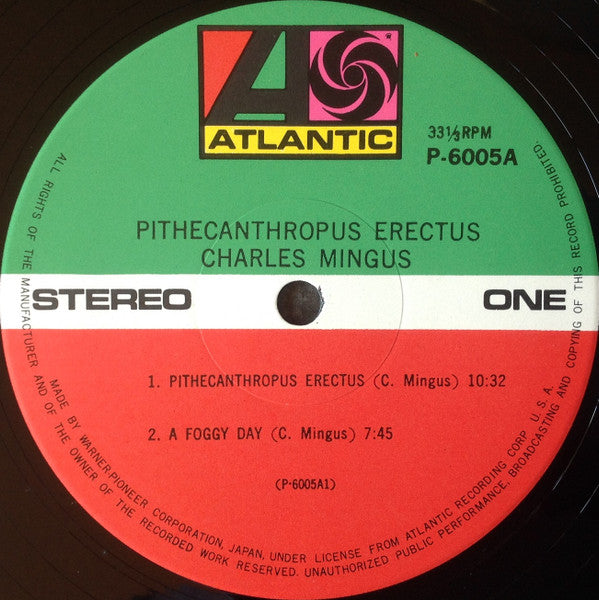 ATLANTIC
33⅓RPM
P-6005A
PITHECANTHROPUS ERECTUS
CHARLES MINGUS
STEREO
ONE
1. PITHECANTHROPUS ERECTUS (C. Mingus) 10:32
2. A FOGGY DAY (C. Mingus) 7:45
(P-6005A1)
ALL RIGHTS OF THE MANUFACTURER AND OF THE OWNER OF THE RECORDED WORK RESERVED. UNAUTHORIZED PUBLIC PERFORMANCE, BROADCASTING AND COPYING OF THIS RECORD PROHIBITED.
MADE BY WARNER-PIONEER CORPORATION, JAPAN, UNDER LICENSE FROM ATLANTIC RECORDING CORP. U.S.A.